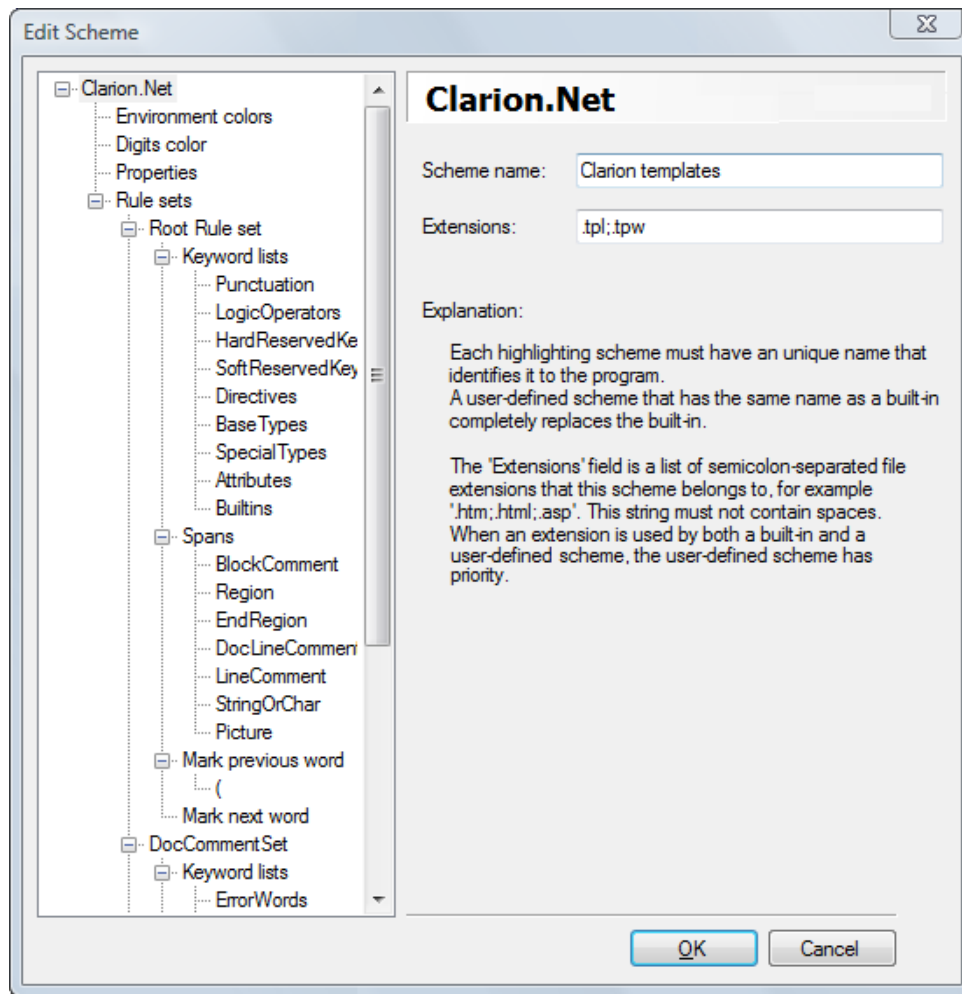 Edit Scheme
Clarion.Net
Environment colors
Digits color
Properties
Rule sets
Root Rule set
Keyword lists
Punctuation
LogicOperators
HardReservedKe
SoftReservedKey
Directives
BaseTypes
SpecialTypes
Attributes
Builtins
Spans
BlockComment
Region
EndRegion
DocLineComment
LineComment
StringOrChar
Picture
Mark previous word
(
Mark next word
DocCommentSet
Keyword lists
ErrorWords
Clarion.Net
Scheme name: Clarion templates
Extensions: .tpl;.tpw
Explanation:
Each highlighting scheme must have an unique name that
identifies it to the program.
A user-defined scheme that has the same name as a built-in
completely replaces the built-in.
The 'Extensions' field is a list of semicolon-separated file
extensions that this scheme belongs to, for example
'.htm;.html;.asp'. This string must not contain spaces.
When an extension is used by both a built-in and a
user-defined scheme, the user-defined scheme has
priority.
OK Cancel